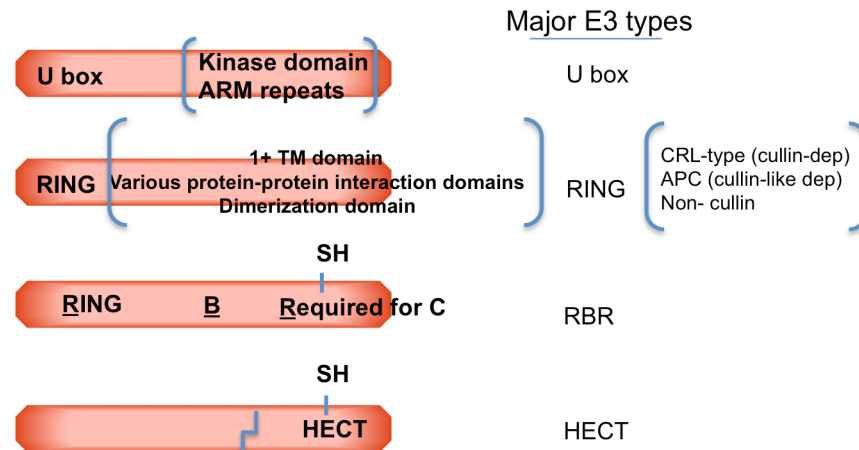 Major E3 types
U box
Kinase domain
ARM repeats
U box
RING
1+ TM domain
Various protein-protein interaction domains
Dimerization domain
RING
CRL-type (cullin-dep)
APC (cullin-like dep)
Non- cullin
SH
RING B Required for C
RBR
SH
HECT
HECT